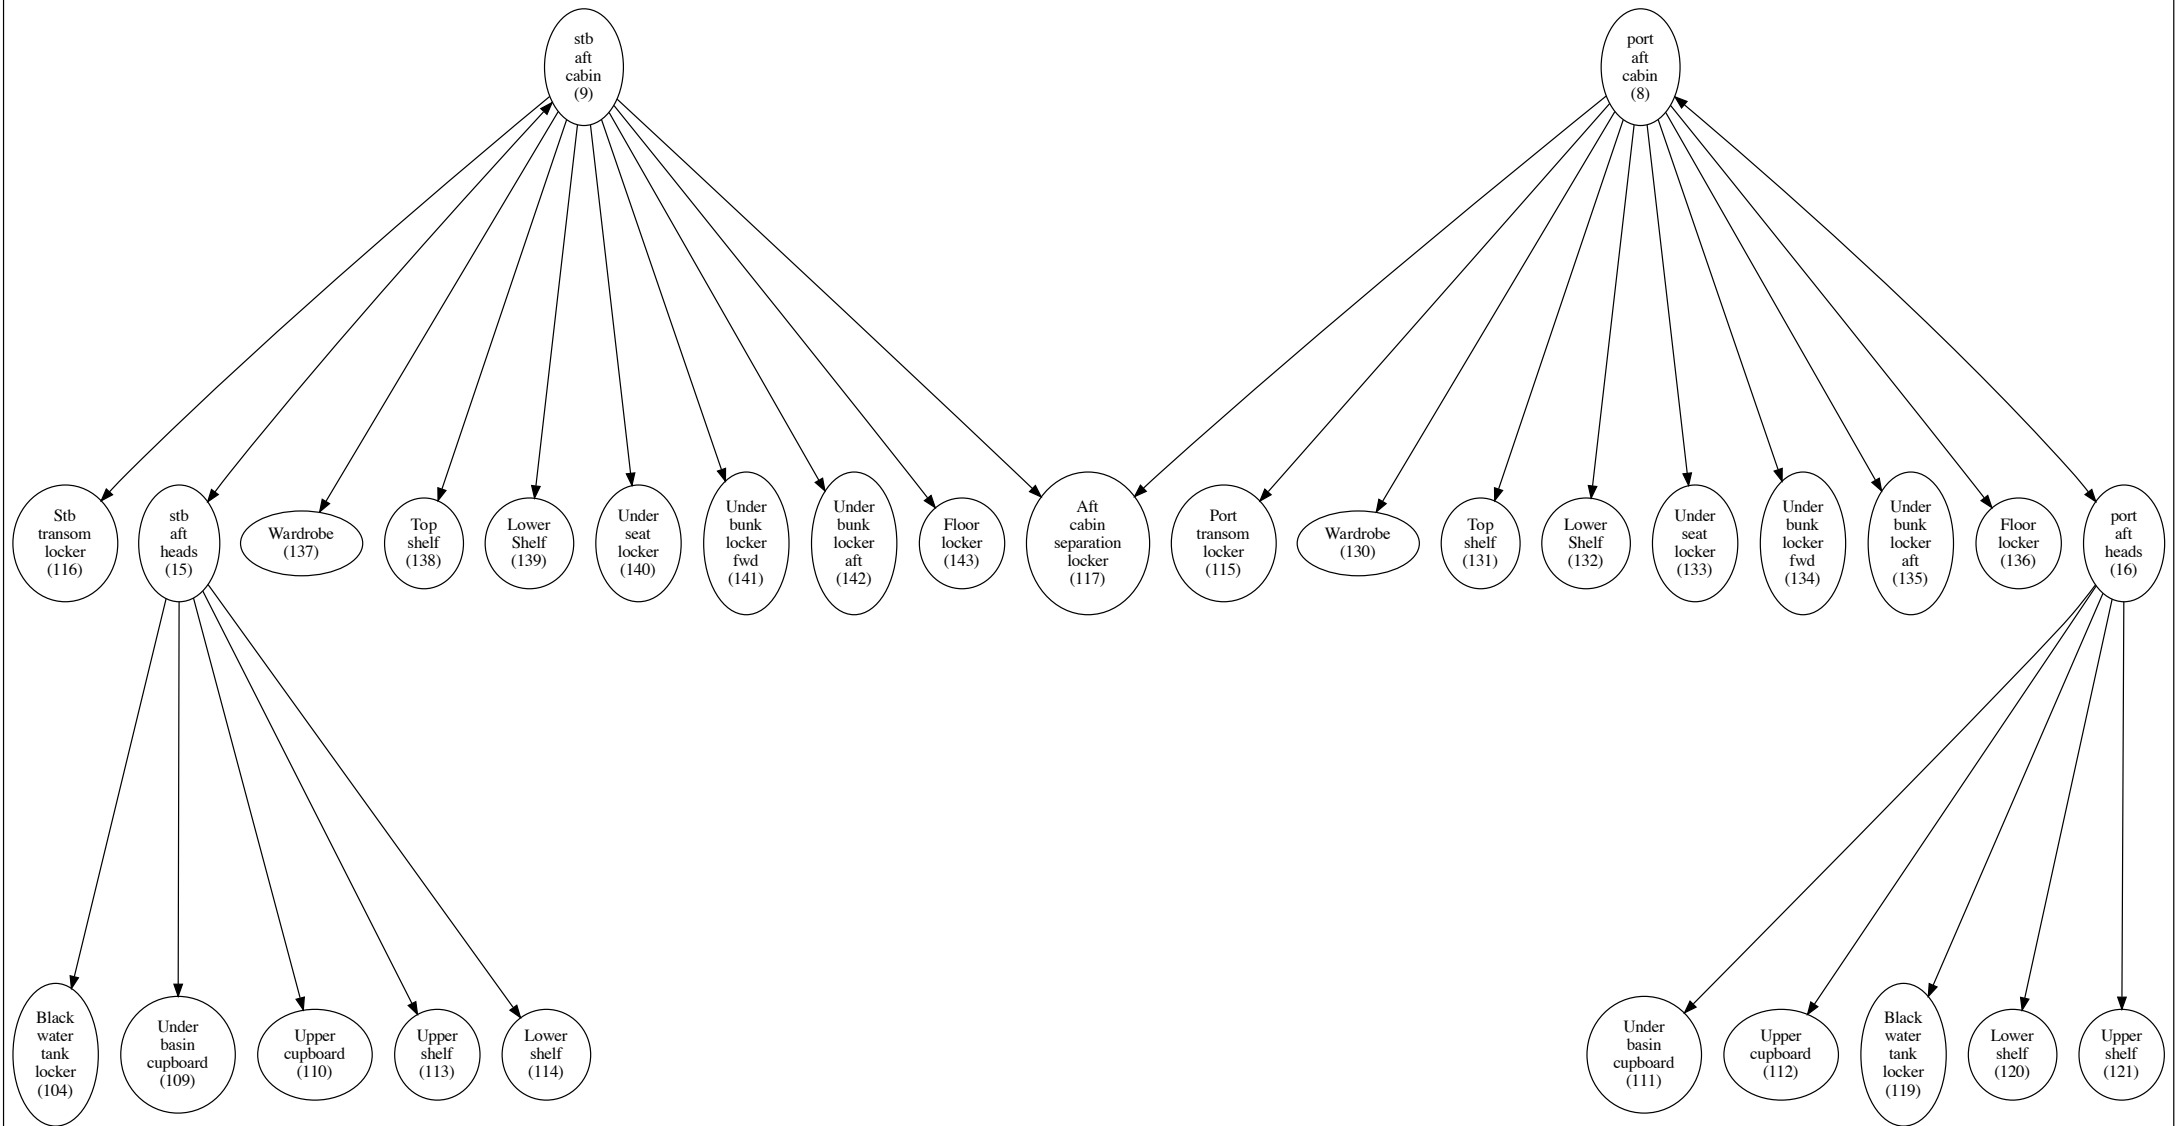 stb
aft
cabin
(9)
port
aft
cabin
(8)
Stb
transom
locker
(116)
stb
aft
heads
(15)
Wardrobe
(137)
Top
shelf
(138)
Lower
Shelf
(139)
Under
seat
locker
(140)
Under
bunk
locker
fwd
(141)
Under
bunk
locker
aft
(142)
Floor
locker
(143)
Aft
cabin
separation
locker
(117)
Port
transom
locker
(115)
Wardrobe
(130)
Top
shelf
(131)
Lower
Shelf
(132)
Under
seat
locker
(133)
Under
bunk
locker
fwd
(134)
Under
bunk
locker
aft
(135)
Floor
locker
(136)
port
aft
heads
(16)
Black
water
tank
locker
(104)
Under
basin
cupboard
(109)
Upper
cupboard
(110)
Upper
shelf
(113)
Lower
shelf
(114)
Under
basin
cupboard
(111)
Upper
cupboard
(112)
Black
water
tank
locker
(119)
Lower
shelf
(120)
Upper
shelf
(121)